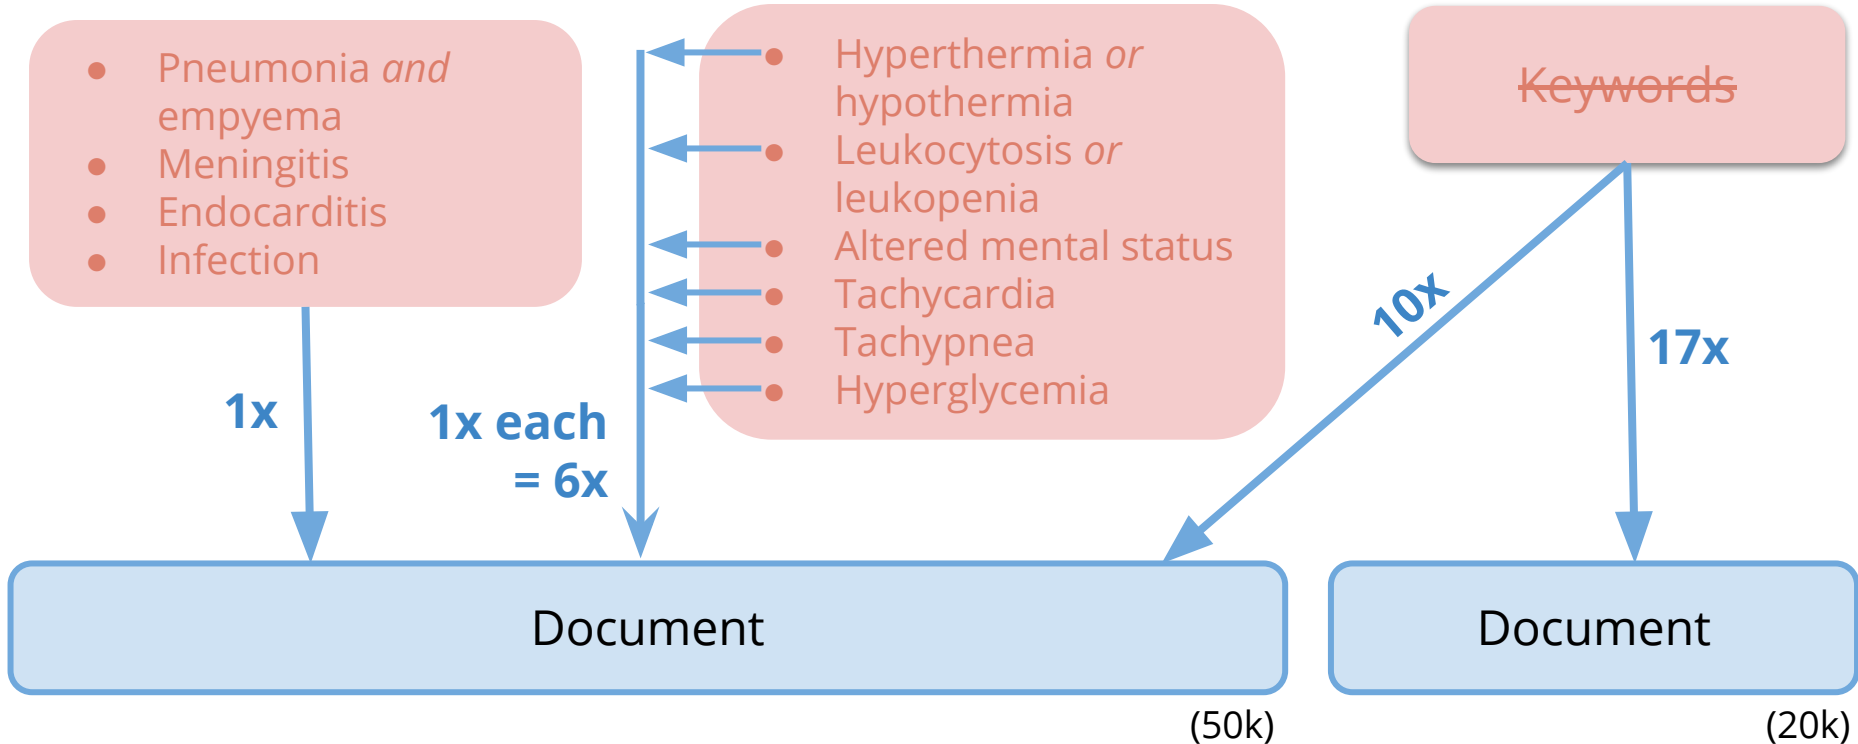 ● Pneumonia and
empyema
● Meningitis
● Endocarditis
● Infection
● Hyperthermia or
hypothermia
● Leukocytosis or
leukopenia
● Altered mental status
● Tachycardia
● Tachypnea
● Hyperglycemia
Keywords
1x
1x each
= 6x
10x
17x
Document
(50k)
Document
(20k)